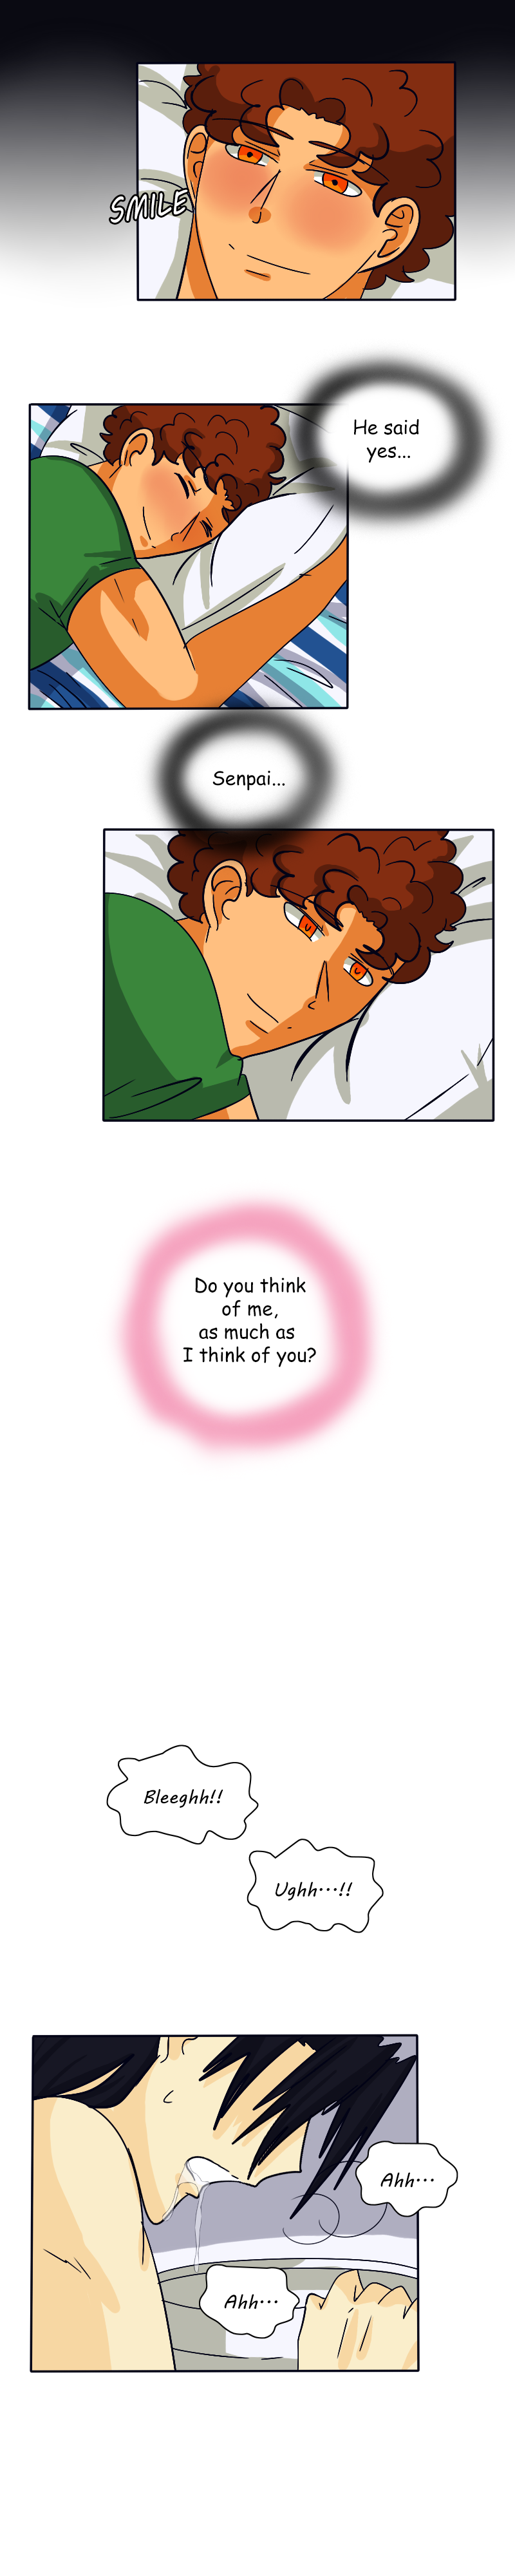 SMILE
He said
yes...
Senpai...
Do you think
of me,
as much as
I think of you?
Bleeghh!!
Ughh...!!
Ahh...
Ahh...